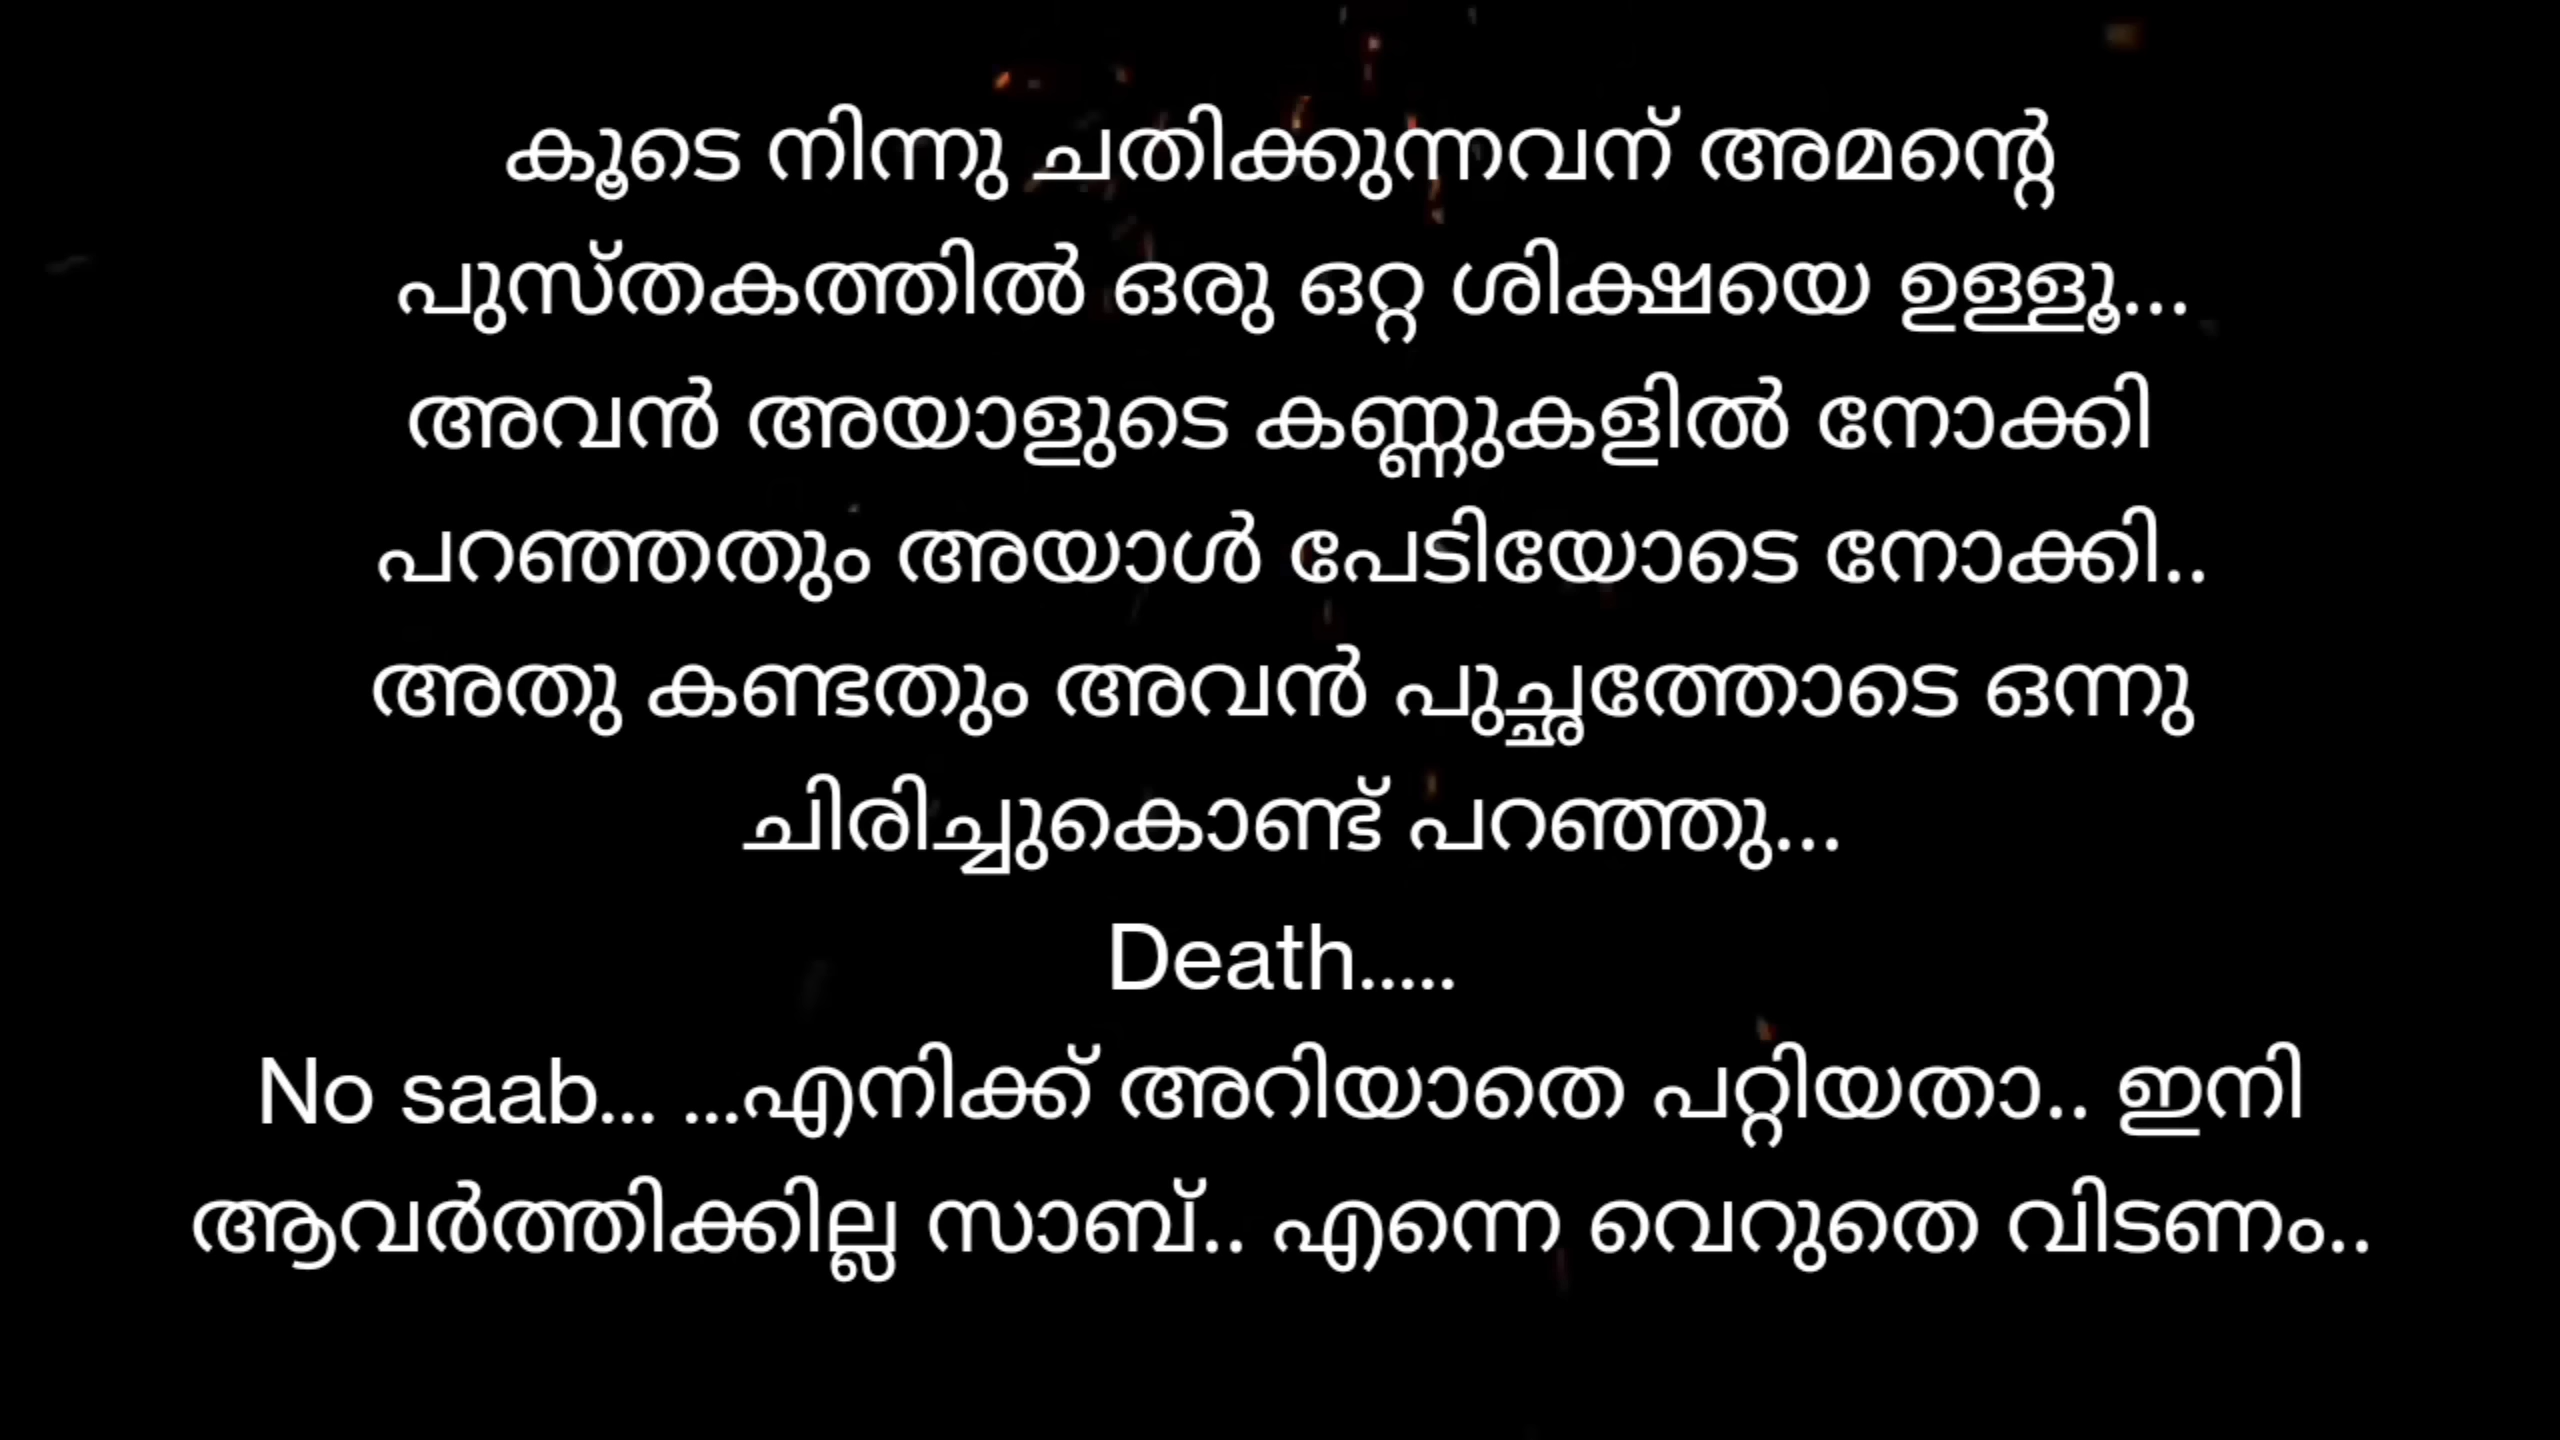 കൂടെ നിന്നു ചതിക്കുന്നവന് അമന്റെ
പുസ്തകത്തിൽ ഒരു ഒറ്റ ശിക്ഷയെ ഉള്ളൂ...
അവൻ അയാളുടെ കണ്ണുകളിൽ നോക്കി
പറഞ്ഞതും അയാൾ പേടിയോടെ നോക്കി..
അതു കണ്ടതും അവൻ പുച്ഛത്തോടെ ഒന്നു
ചിരിച്ചുകൊണ്ട് പറഞ്ഞു...
Death.....
No saab... ...എനിക്ക് അറിയാതെ പറ്റിയതാ.. ഇനി
ആവർത്തിക്കില്ല സാബ്.. എന്നെ വെറുതെ വിടണം..